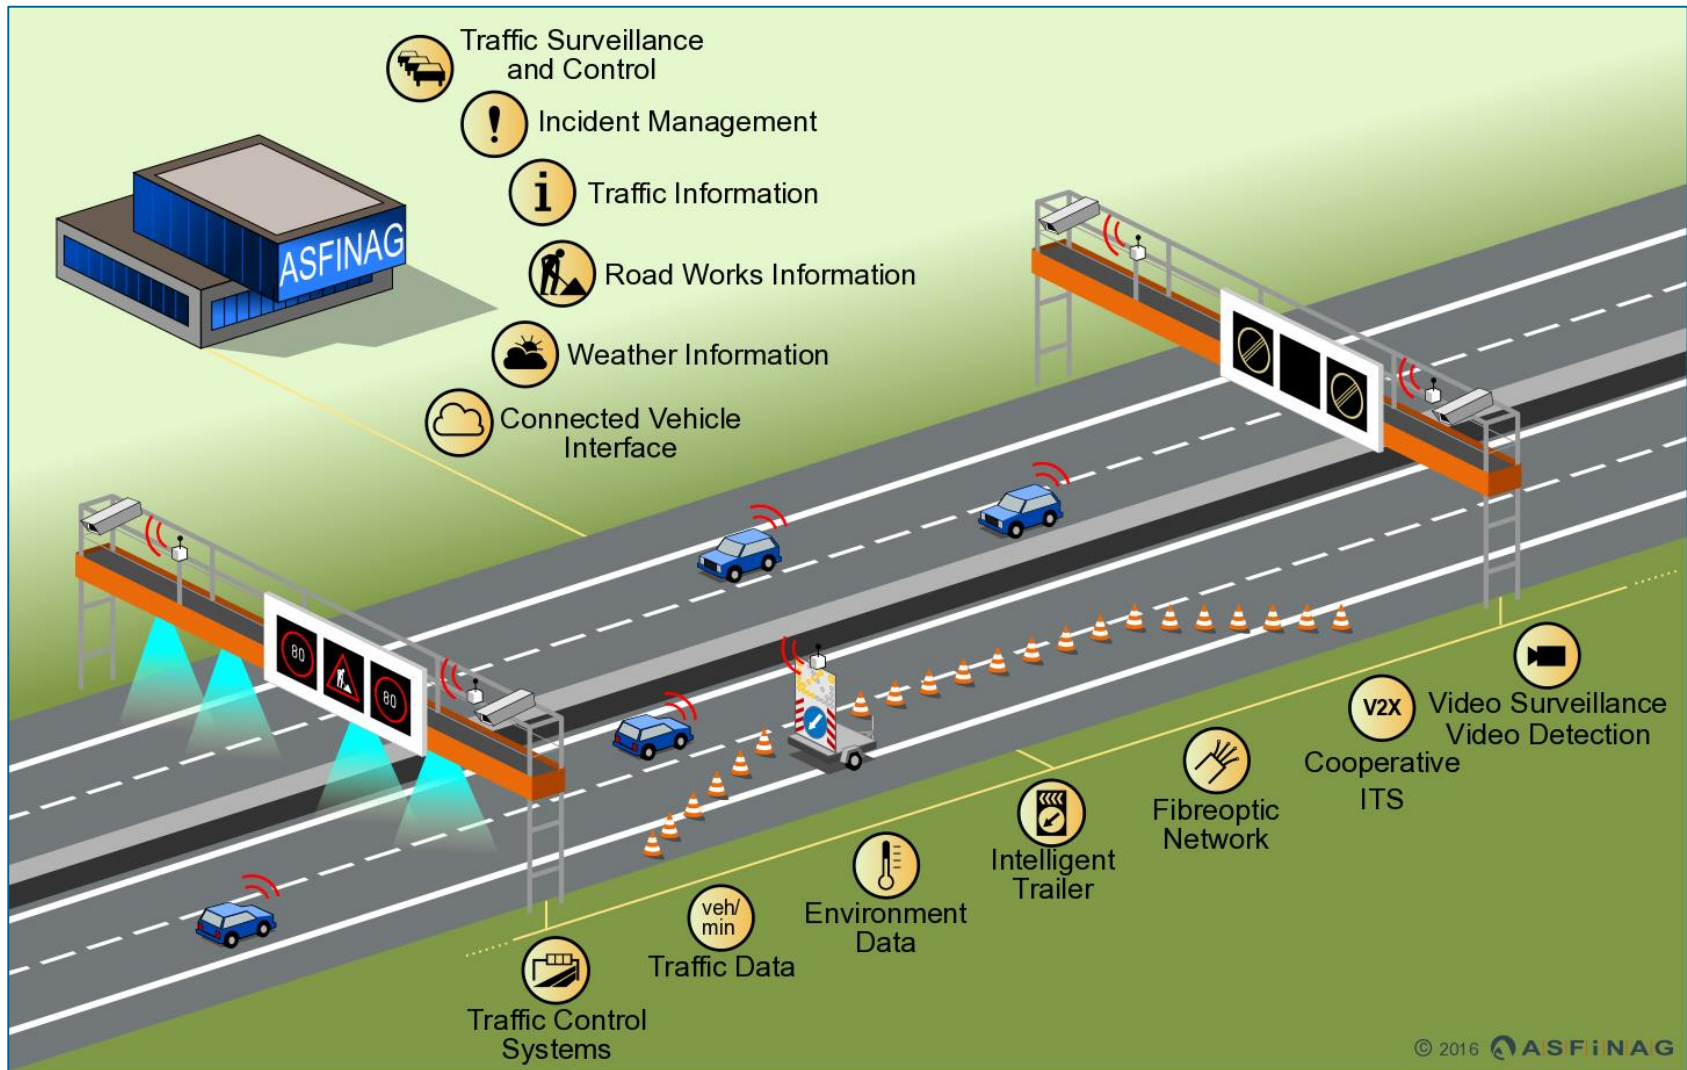 Traffic Surveillance
and Control
Incident Management
Traffic Information
ASFINAG
Road Works Information
Weather Information
Connected Vehicle
Interface
80
80
V2X
Video Surveillance
Video Detection
Cooperative
ITS
Fibreoptic
Network
Intelligent
Trailer
Environment
Data
veh/
min
Traffic Data
Traffic Control
Systems
© 2016 ASFiNAG